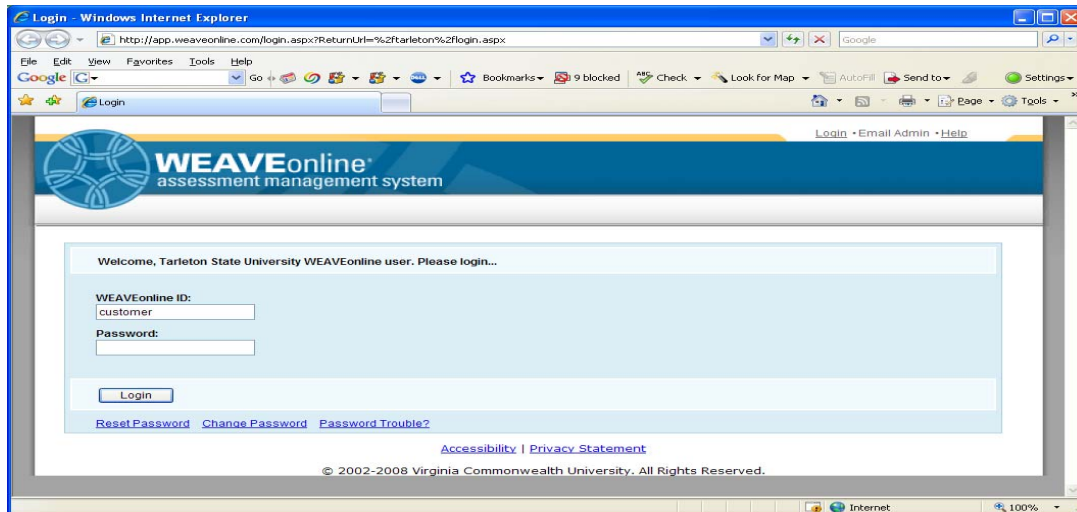 Login - Windows Internet Explorer
http://app.weaveonline.com/login.aspx?ReturnUrl=%2ftarleton%2flogin.aspx
Google
File Edit View Favorites Tools Help
Google G Go Bookmarks 9 blocked ABC Check Look for Map AutoFill Send to Settings
Login Page Tools
Login • Email Admin • Help
WEAVEonline
assessment management system
Welcome, Tarleton State University WEAVEonline user. Please login...
WEAVEonline ID:
customer
Password:
Login
Reset Password Change Password Password Trouble?
Accessibility | Privacy Statement
© 2002-2008 Virginia Commonwealth University. All Rights Reserved.
Internet 100%